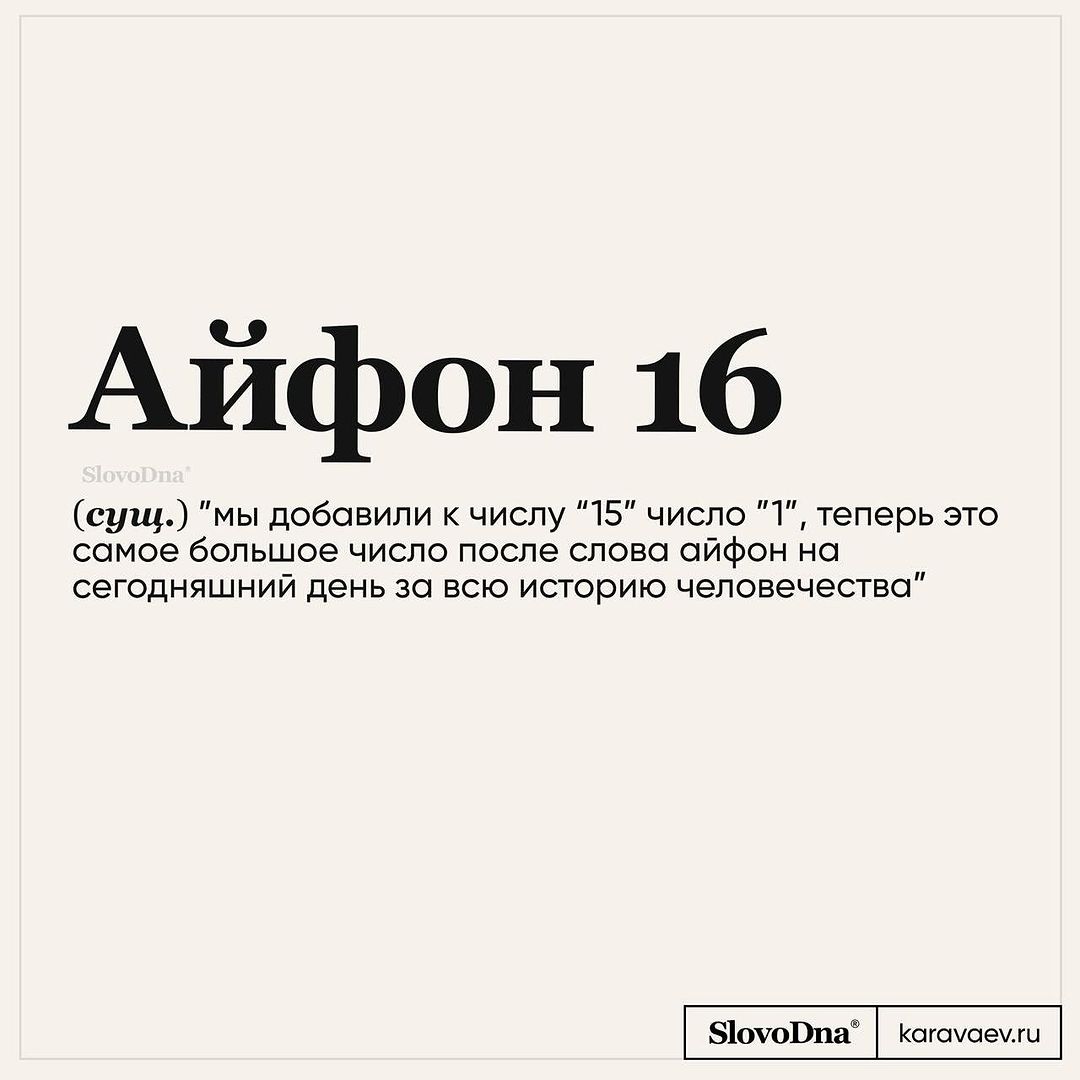 Айфон 16
SlovoDna®
(сущ.) ”мы добавили к числу “15” число ”1”, теперь это
самое большое число после слова айфон на
сегодняшний день за всю историю человечества”
SlovoDna® karavaev.ru